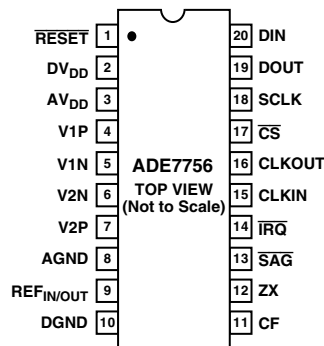 RESET 1 20 DIN
DVDD 2 19 DOUT
AVDD 3 18 SCLK
V1P 4 17 CS
V1N 5 16 CLKOUT
ADE7756
V2N 6 15 CLKIN
TOP VIEW
(Not to Scale)
V2P 7 14 IRQ
AGND 8 13 SAG
REFIN/OUT 9 12 ZX
DGND 10 11 CF